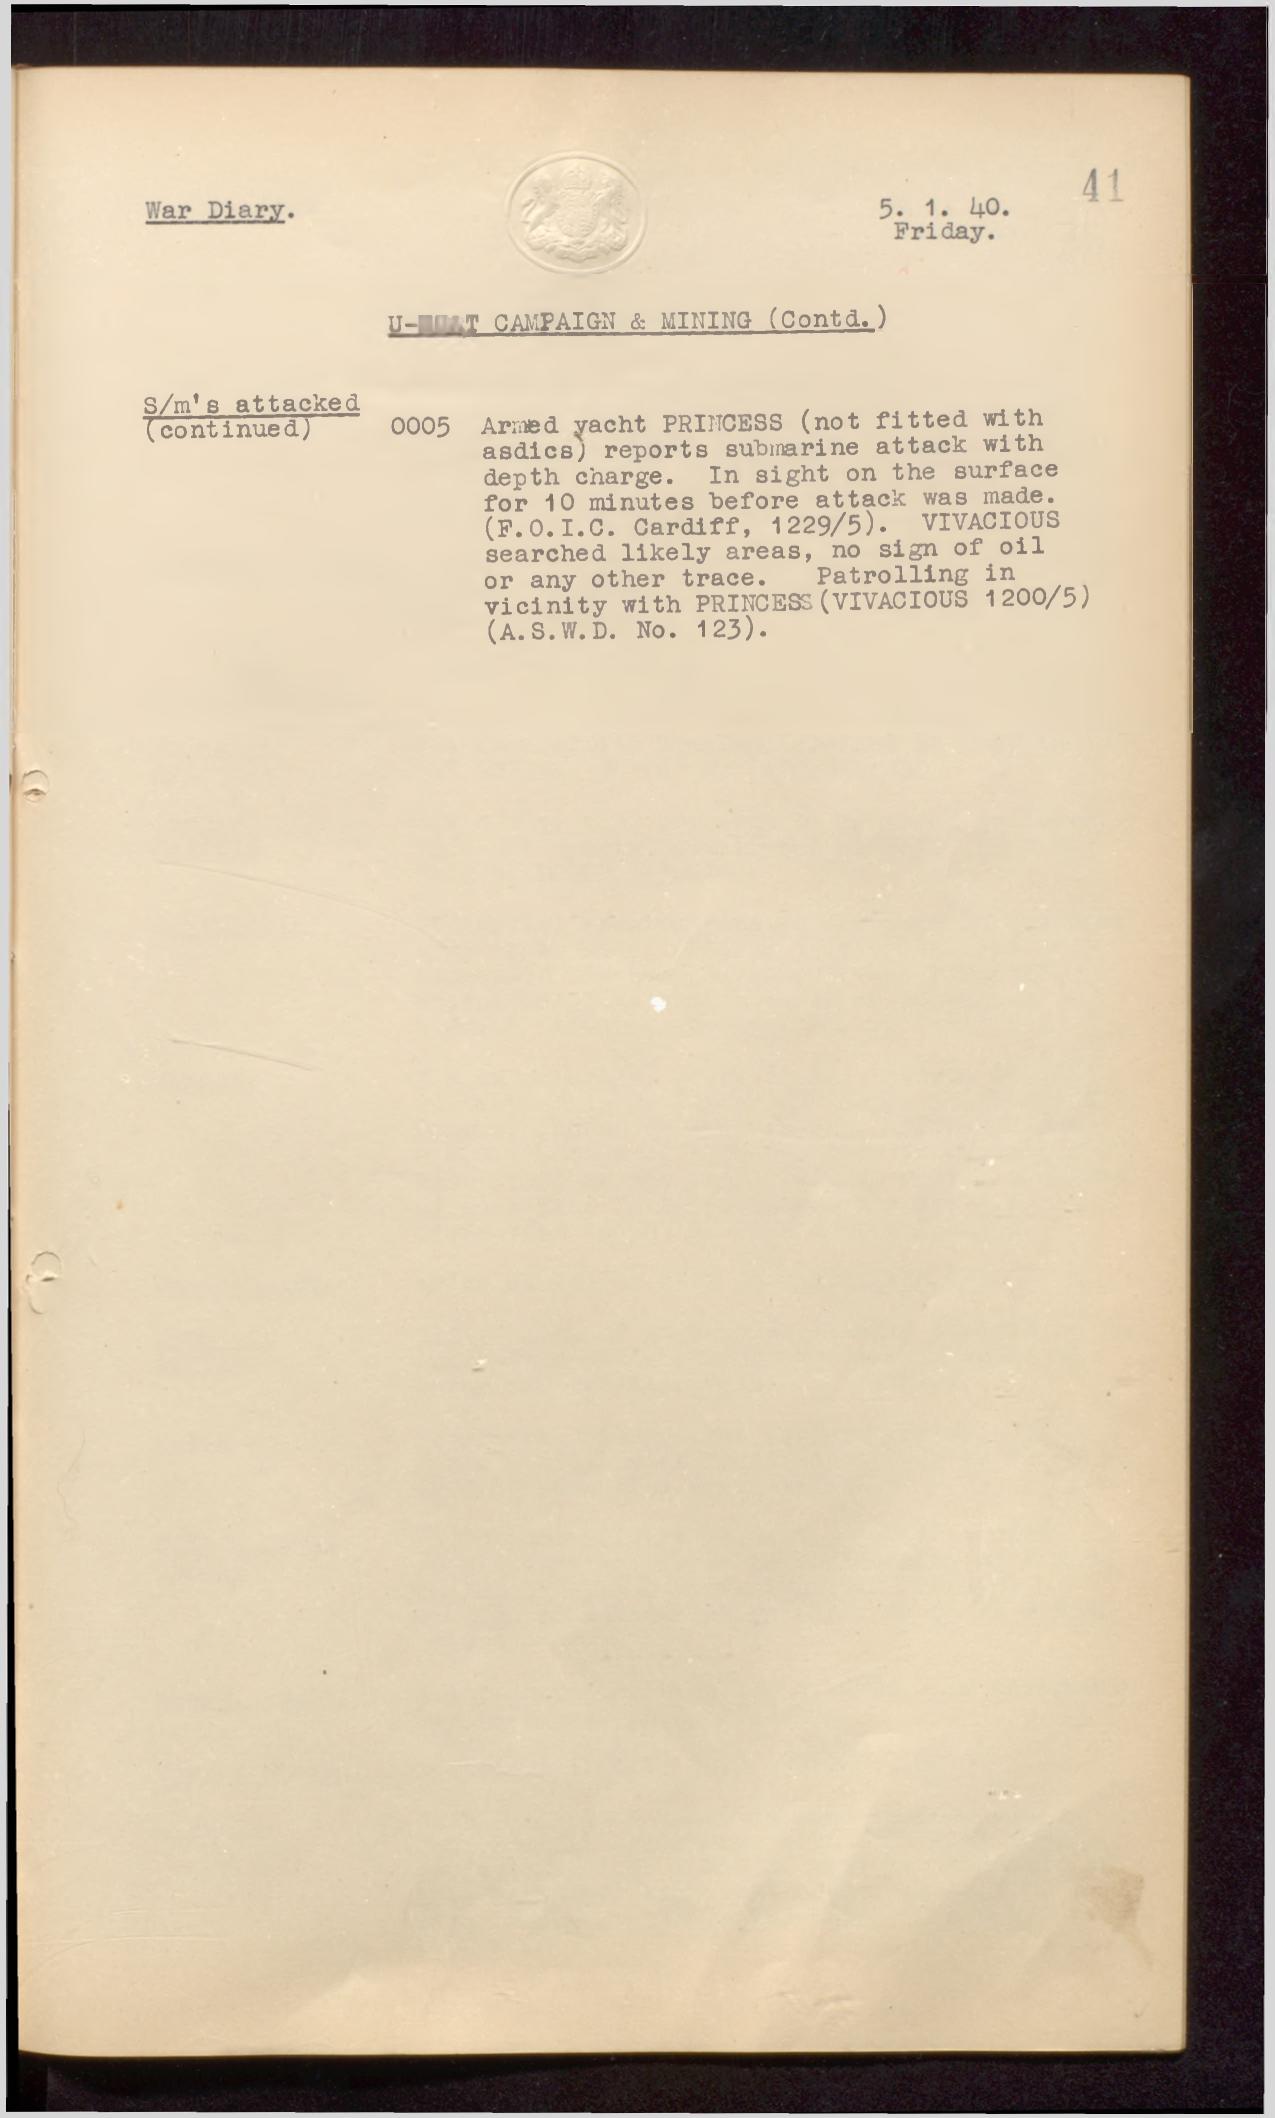 41
War Diary.
5. 1. 40.
Friday.
U-BOAT CAMPAIGN & MINING (Contd.)
S/m's attacked
(continued)
0005 Armed yacht PRINCESS (not fitted with
asdics) reports submarine attack with
depth charge. In sight on the surface
for 10 minutes before attack was made.
(F.O.I.C. Cardiff, 1229/5). VIVACIOUS
searched likely areas, no sign of oil
or any other trace. Patrolling in
vicinity with PRINCESS (VIVACIOUS 1200/5)
(A.S.W.D. No. 123).